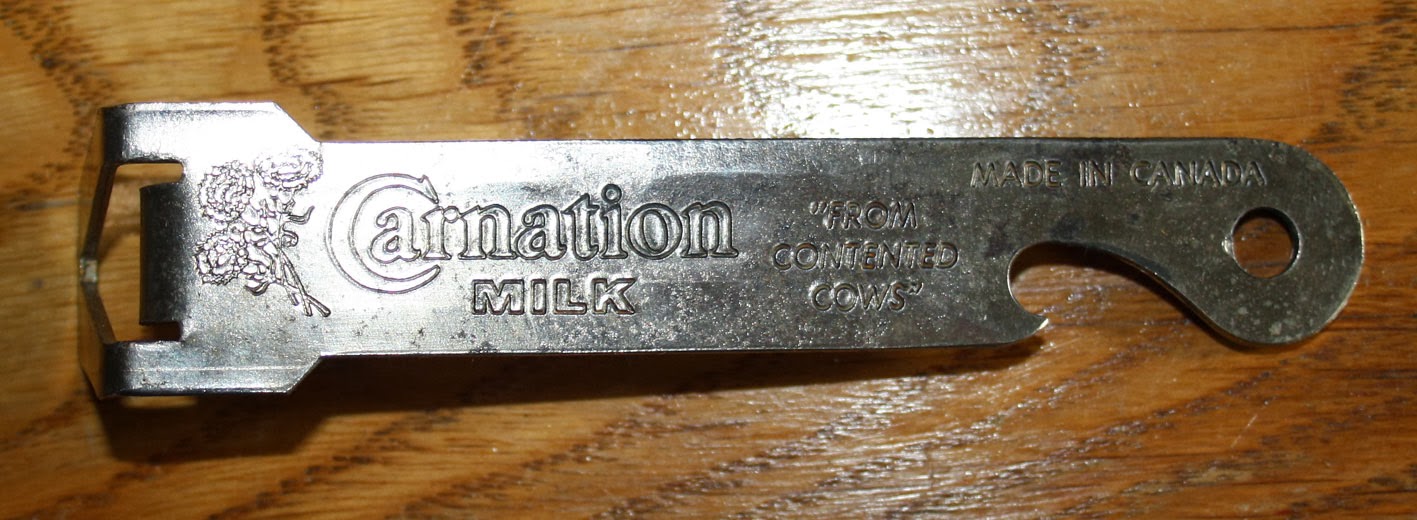 Carnation
MILK
"FROM
CONTENTED
COWS"
MADE IN CANADA